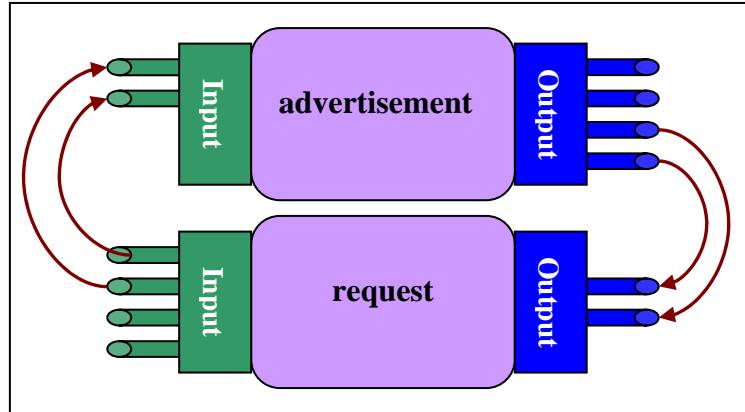 Input
advertisement
Output
Input
request
Output